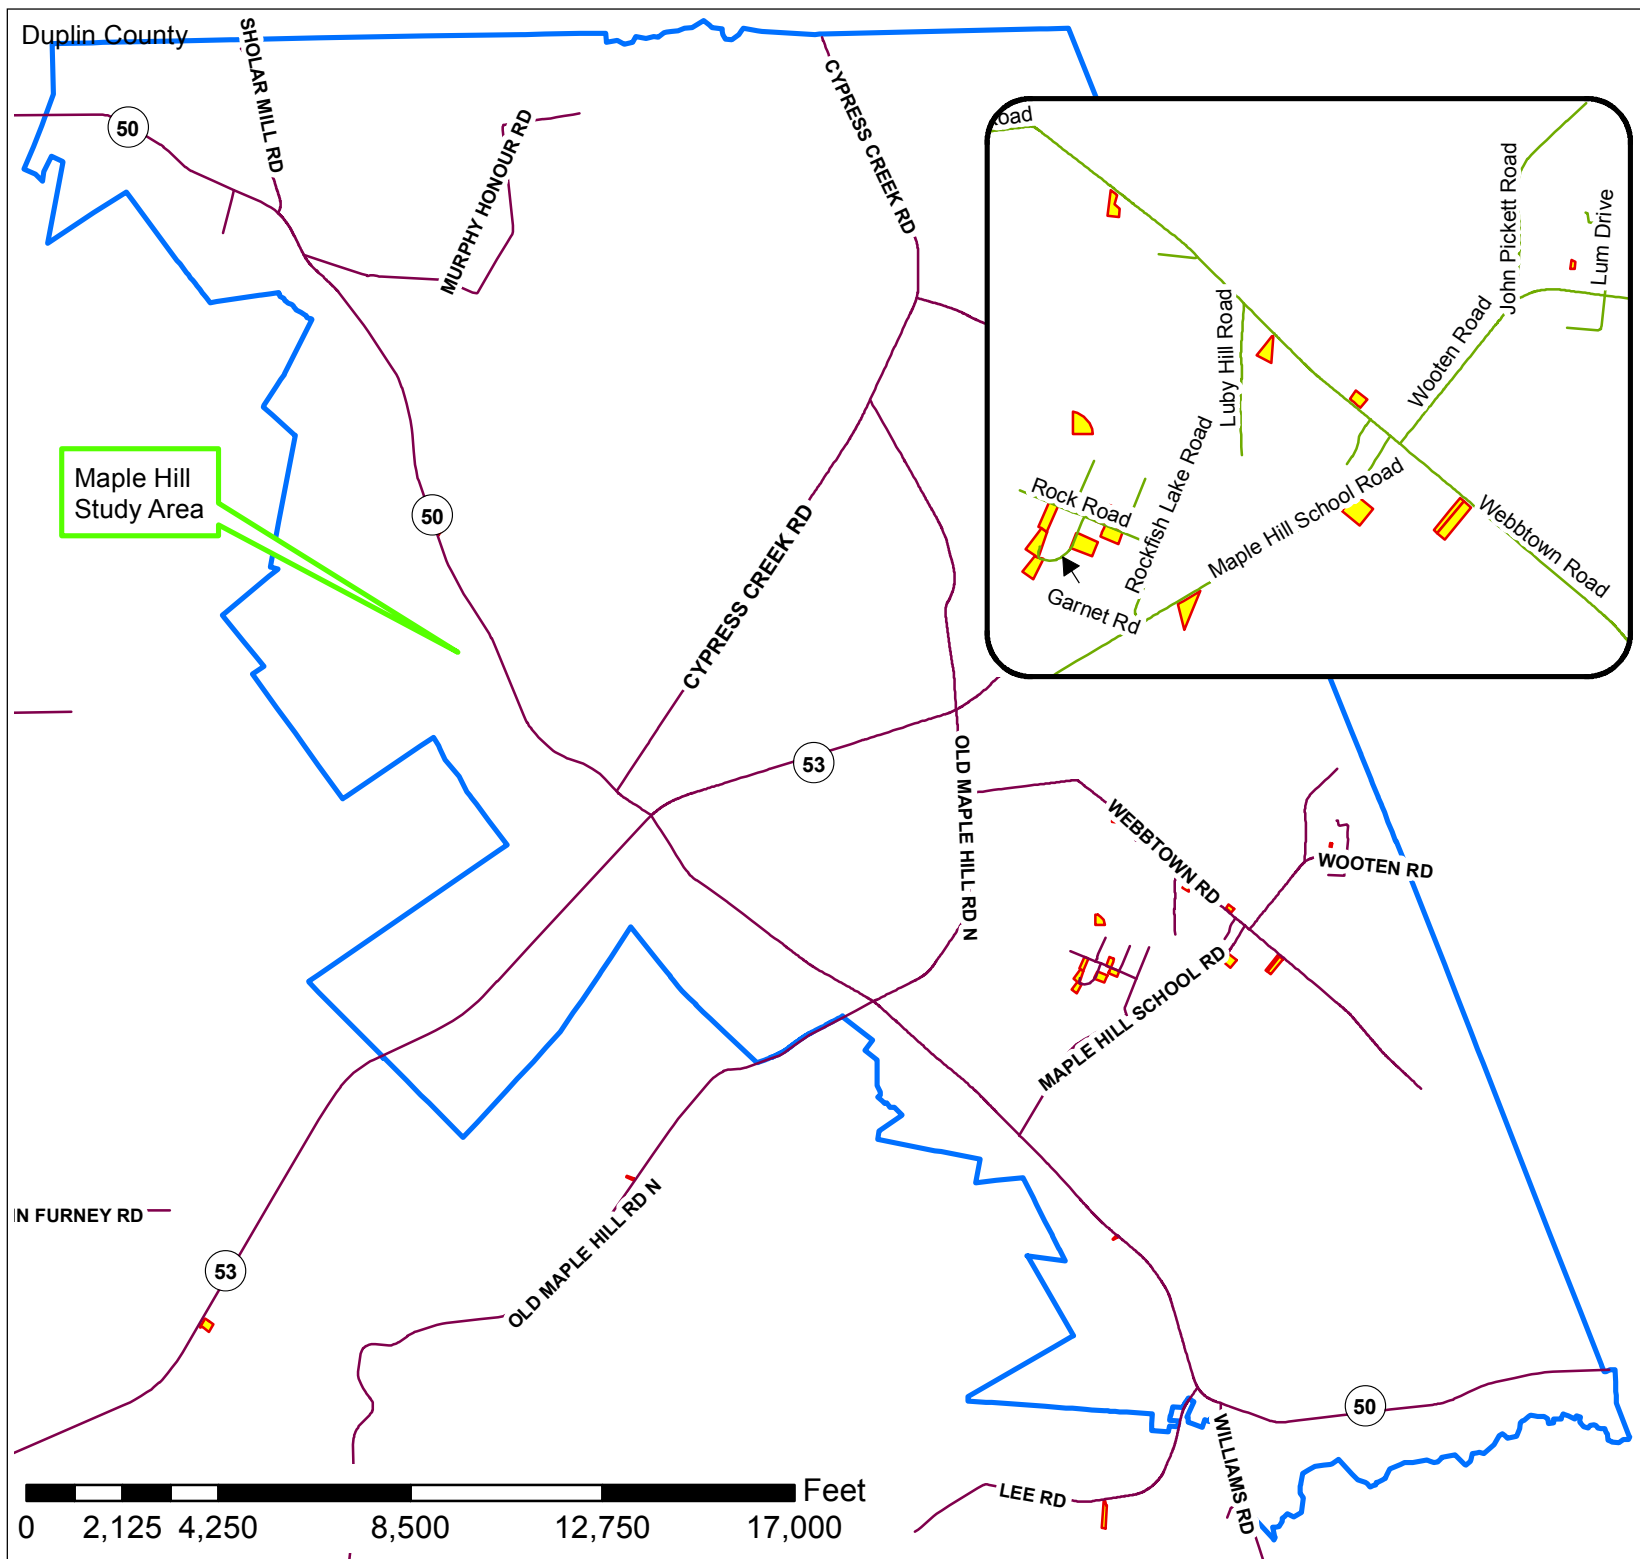 Duplin County
SHOLAR MILL RD
50
MURPHY HONOUR RD
CYPRESS CREEK RD
oad
John Pickett Road
Lum Drive
Luby Hill Road
Wooten Road
Rockfish Lake Road
Rock Road
Maple Hill School Road
Webbtown Road
Garnet Rd
Maple Hill
Study Area
50
CYPRESS CREEK RD
53
OLD MAPLE HILL RD N
WEBBTOWN RD
WOOTEN RD
MAPLE HILL SCHOOL RD
IN FURNEY RD
53
OLD MAPLE HILL RD N
50
WILLIAMS RD
LEE RD
Feet
0 2,125 4,250 8,500 12,750 17,000